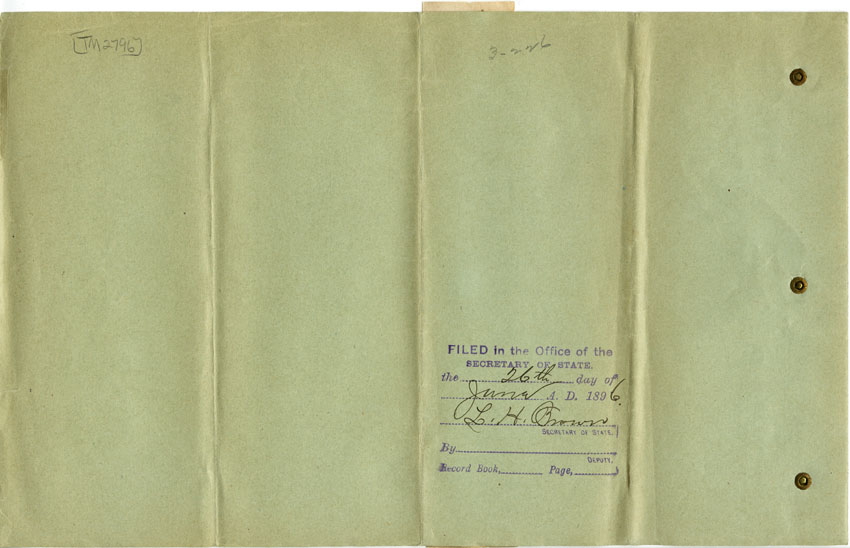 [TM2796]
3-226
FILED in the Office of the
SECRETARY OF STATE,
the 26th day of
June A. D. 1896.
L. H. Brown
SECRETARY OF STATE.
By
DEPUTY.
Record Book, Page,